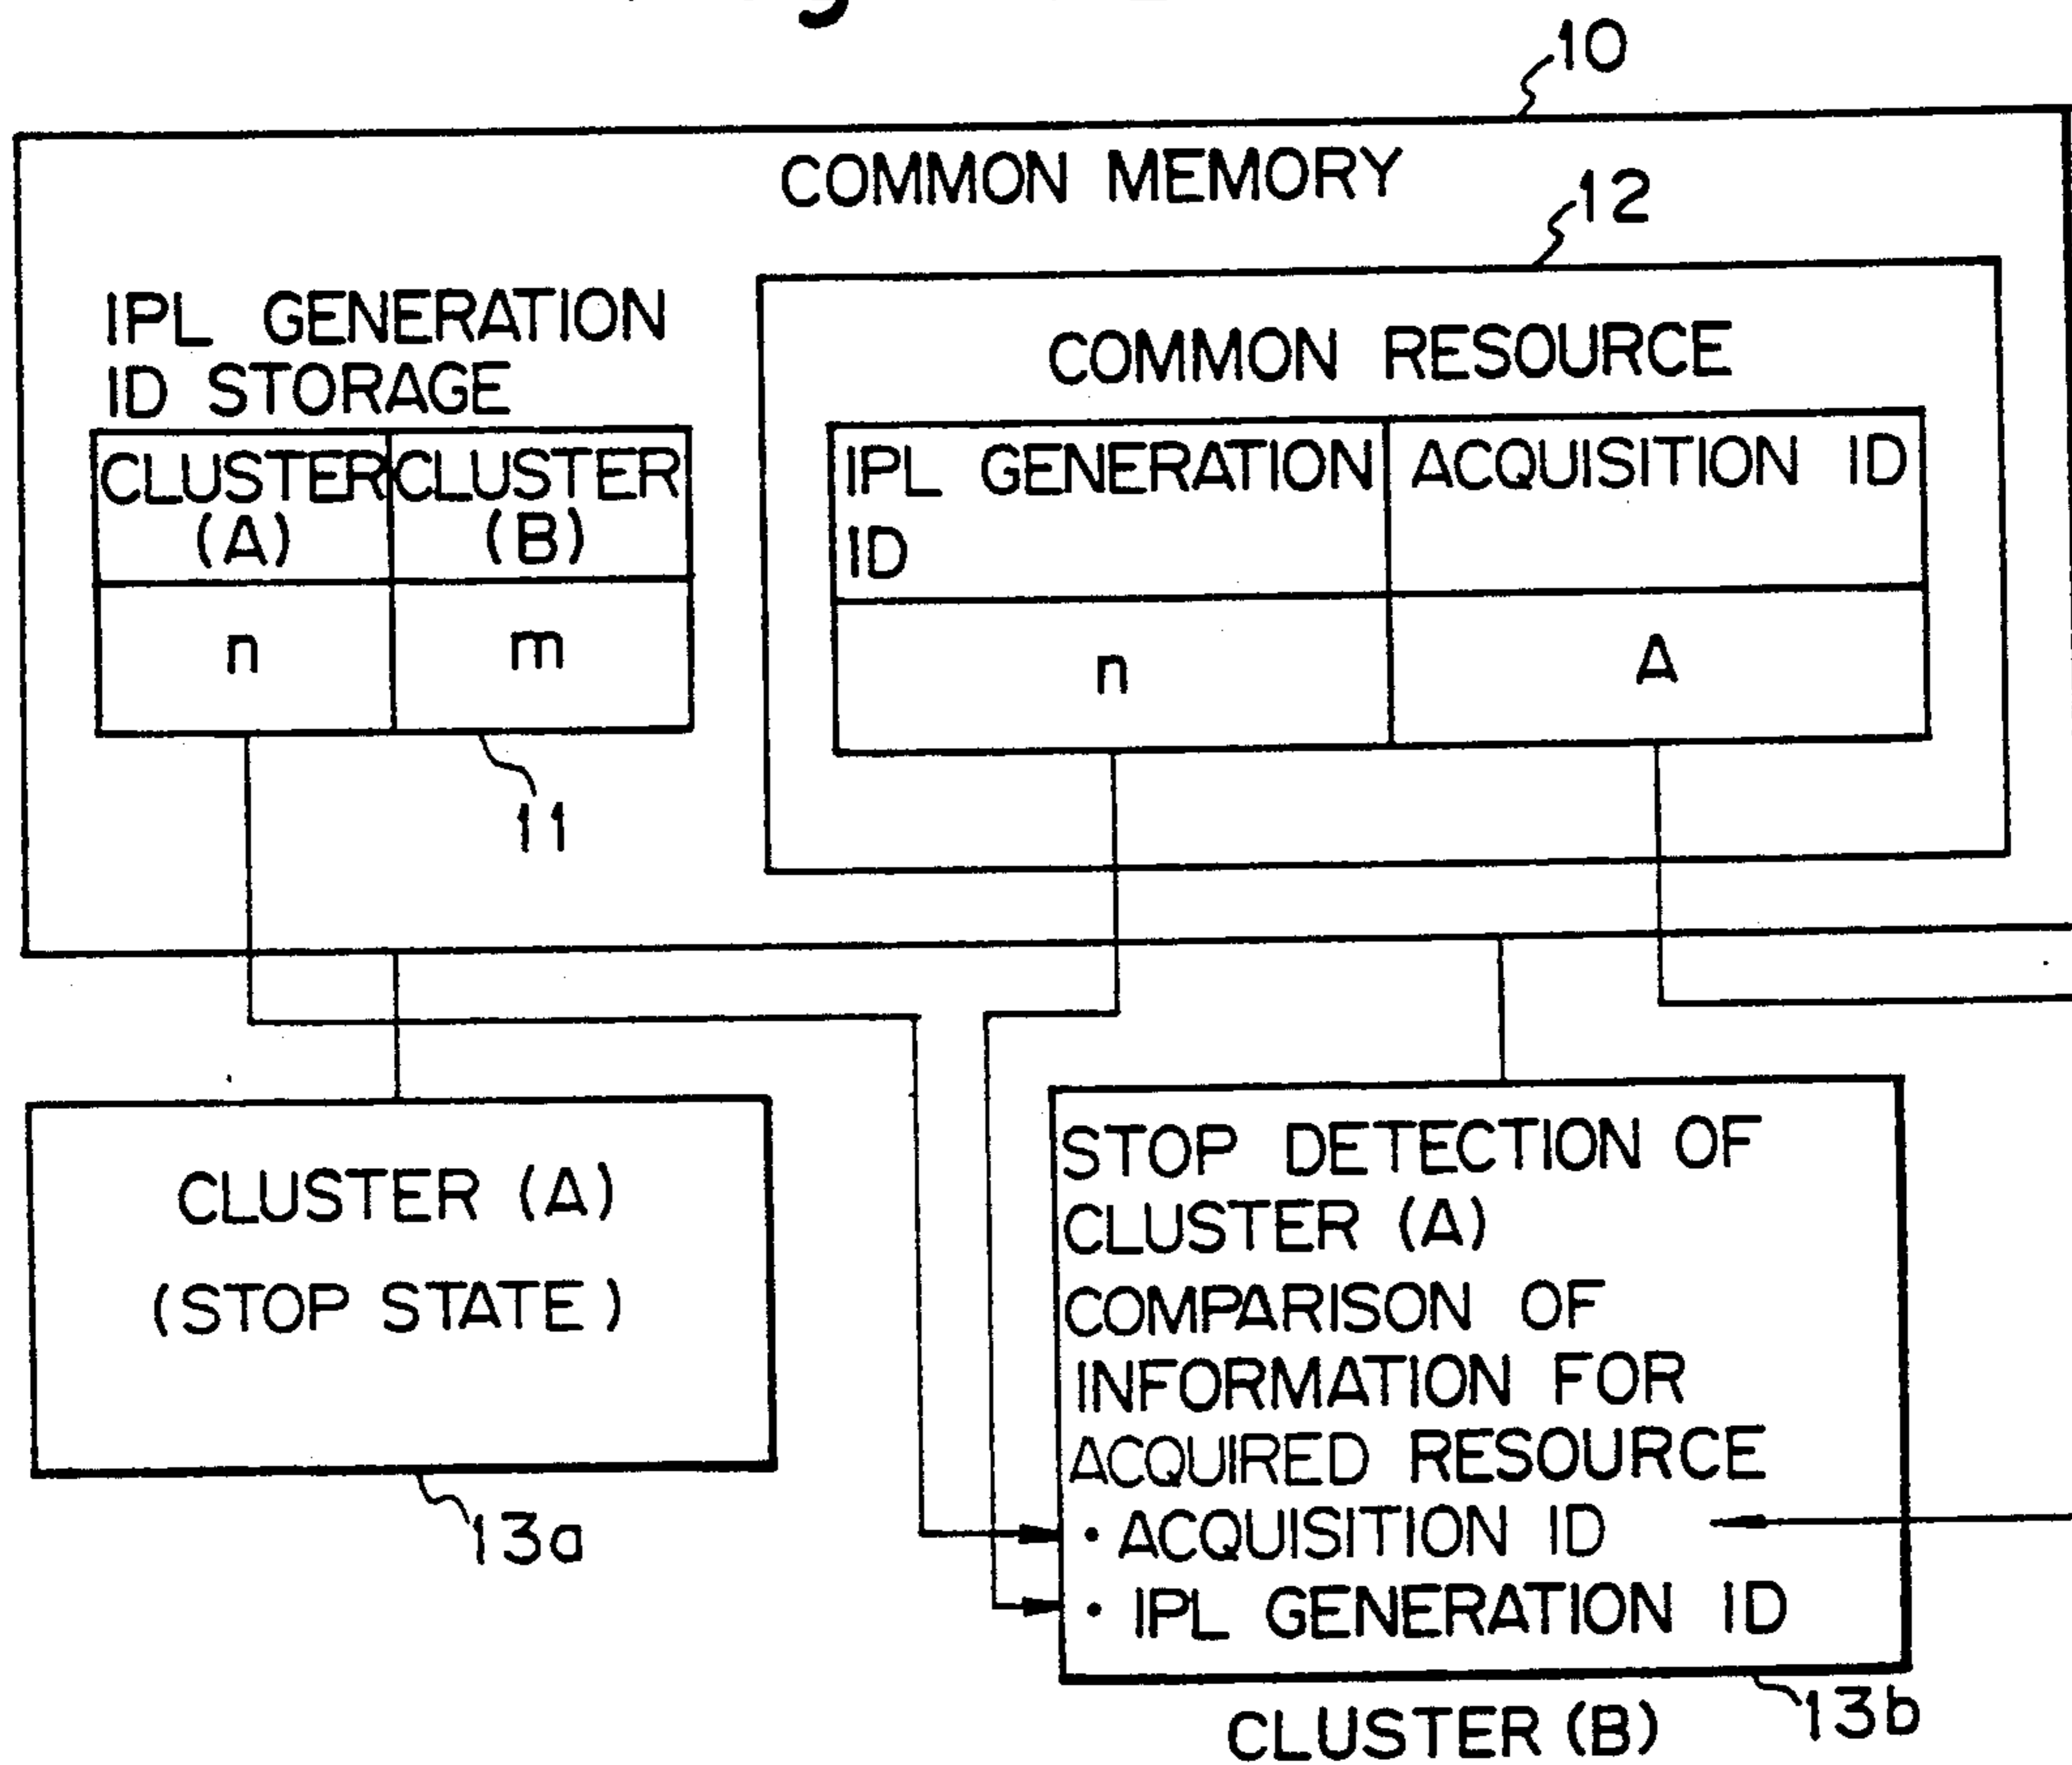 10
COMMON MEMORY
12
IPL GENERATION
ID STORAGE
CLUSTER
(A)
CLUSTER
(B)
n
m
11
COMMON RESOURCE
IPL GENERATION
ID
ACQUISITION ID
n
A
CLUSTER (A)
(STOP STATE)
13a
STOP DETECTION OF
CLUSTER (A)
COMPARISON OF
INFORMATION FOR
ACQUIRED RESOURCE
• ACQUISITION ID
• IPL GENERATION ID
CLUSTER (B)
13b